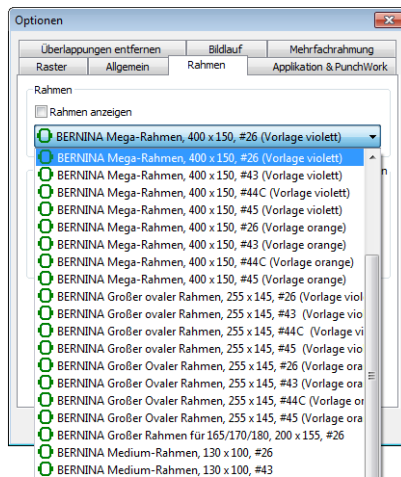 Optionen
Überlappungen entfernen Bildlauf Mehrfachrahmung
Raster Allgemein Rahmen Applikation & PunchWork
Rahmen
Rahmen anzeigen
BERNINA Mega-Rahmen, 400 x 150, #26 (Vorlage violett)
BERNINA Mega-Rahmen, 400 x 150, #26 (Vorlage violett)
BERNINA Mega-Rahmen, 400 x 150, #43 (Vorlage violett)
BERNINA Mega-Rahmen, 400 x 150, #44C (Vorlage violett)
BERNINA Mega-Rahmen, 400 x 150, #45 (Vorlage violett)
BERNINA Mega-Rahmen, 400 x 150, #26 (Vorlage orange)
BERNINA Mega-Rahmen, 400 x 150, #43 (Vorlage orange)
BERNINA Mega-Rahmen, 400 x 150, #44C (Vorlage orange)
BERNINA Mega-Rahmen, 400 x 150, #45 (Vorlage orange)
BERNINA Großer ovaler Rahmen, 255 x 145, #26 (Vorlage viol
BERNINA Großer ovaler Rahmen, 255 x 145, #43 (Vorlage vio
BERNINA Großer ovaler Rahmen, 255 x 145, #44C (Vorlage vi
BERNINA Großer ovaler Rahmen, 255 x 145, #45 (Vorlage vio
BERNINA Großer Ovaler Rahmen, 255 x 145, #26 (Vorlage ora
BERNINA Großer Ovaler Rahmen, 255 x 145, #43 (Vorlage ora
BERNINA Großer Ovaler Rahmen, 255 x 145, #44C (Vorlage or
BERNINA Großer Ovaler Rahmen, 255 x 145, #45 (Vorlage ora
BERNINA Großer Rahmen für 165/170/180, 200 x 155, #26
BERNINA Medium-Rahmen, 130 x 100, #26
BERNINA Medium-Rahmen, 130 x 100, #43